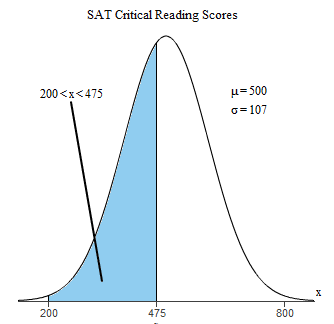 SAT Critical Reading Scores
200<x<475
μ=500
σ=107
x
200 475 800